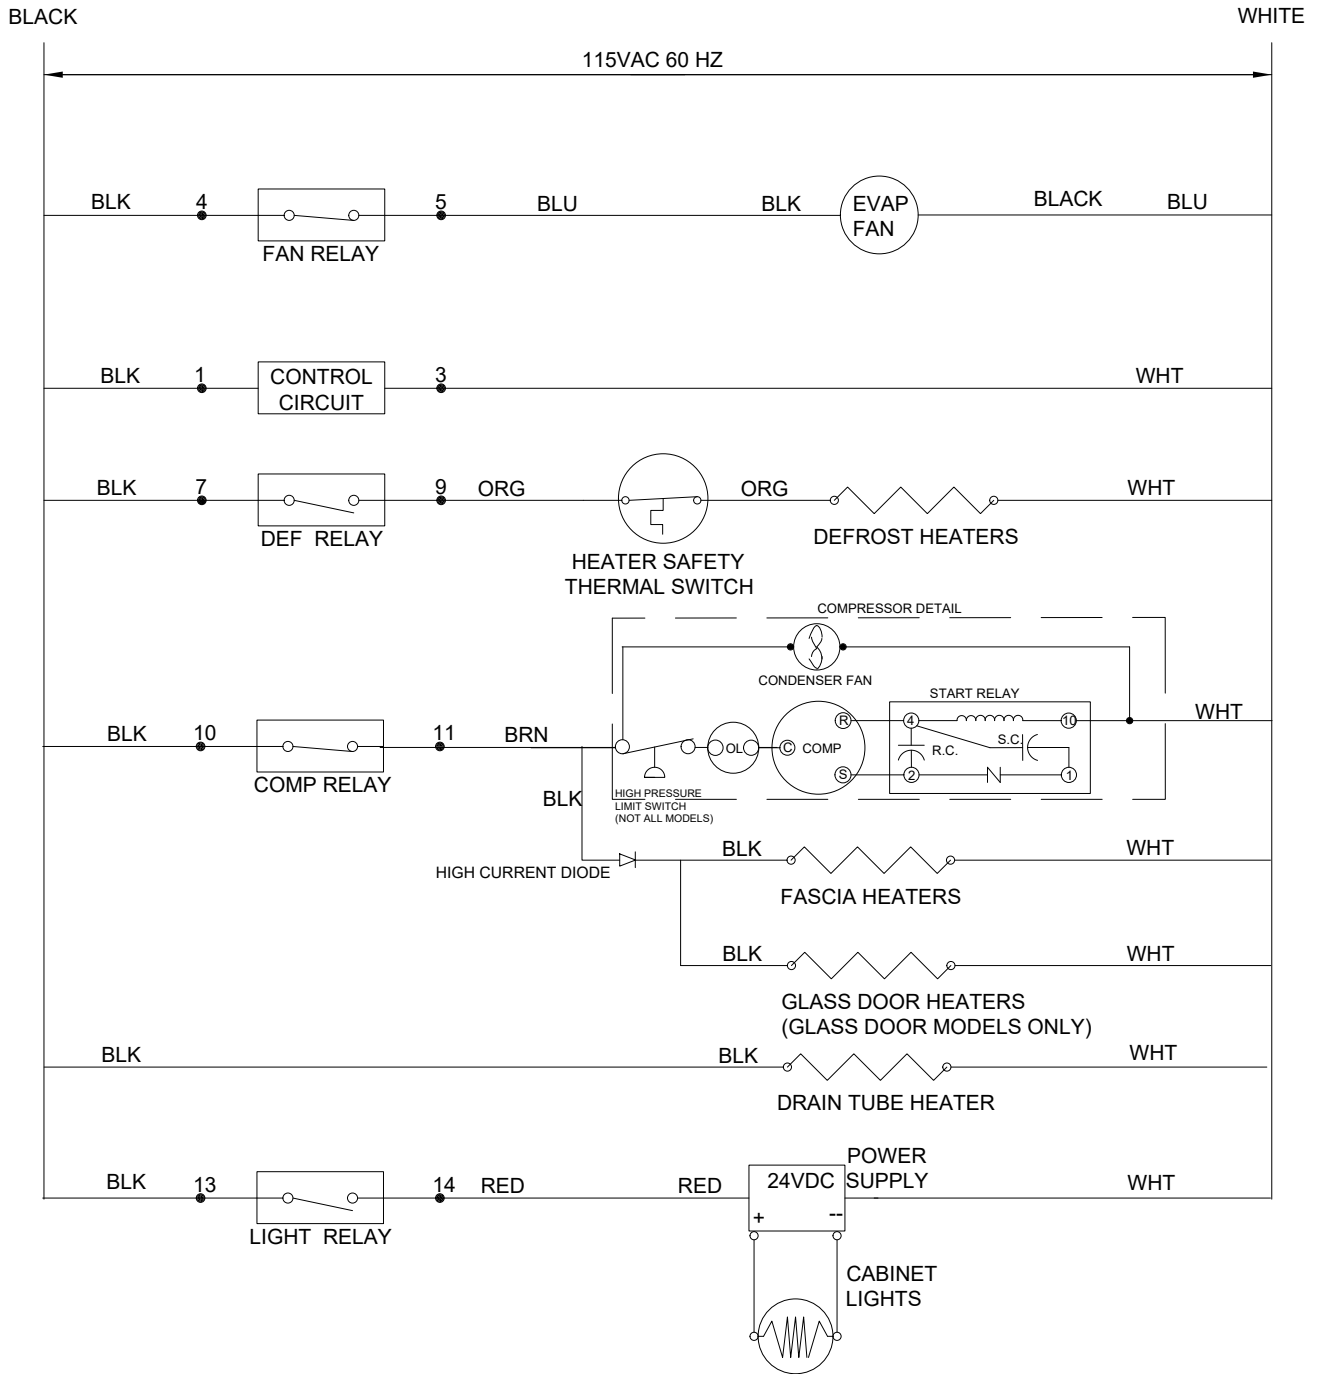 BLACK
WHITE
115VAC 60 HZ
BLK
4
5
BLU
BLK
EVAP
FAN
BLACK
BLU
FAN RELAY
BLK
1
CONTROL
CIRCUIT
3
WHT
BLK
7
9
ORG
ORG
WHT
DEF RELAY
HEATER SAFETY
THERMAL SWITCH
DEFROST HEATERS
COMPRESSOR DETAIL
CONDENSER FAN
START RELAY
BLK
10
11
BRN
OL
C
COMP
R
S
4
10
R.C.
S.C.
2
N
1
WHT
COMP RELAY
BLK
HIGH PRESSURE
LIMIT SWITCH
(NOT ALL MODELS)
HIGH CURRENT DIODE
BLK
WHT
FASCIA HEATERS
BLK
WHT
GLASS DOOR HEATERS
(GLASS DOOR MODELS ONLY)
BLK
BLK
WHT
DRAIN TUBE HEATER
BLK
13
14
RED
RED
24VDC
+
--
POWER
SUPPLY
WHT
LIGHT RELAY
CABINET
LIGHTS